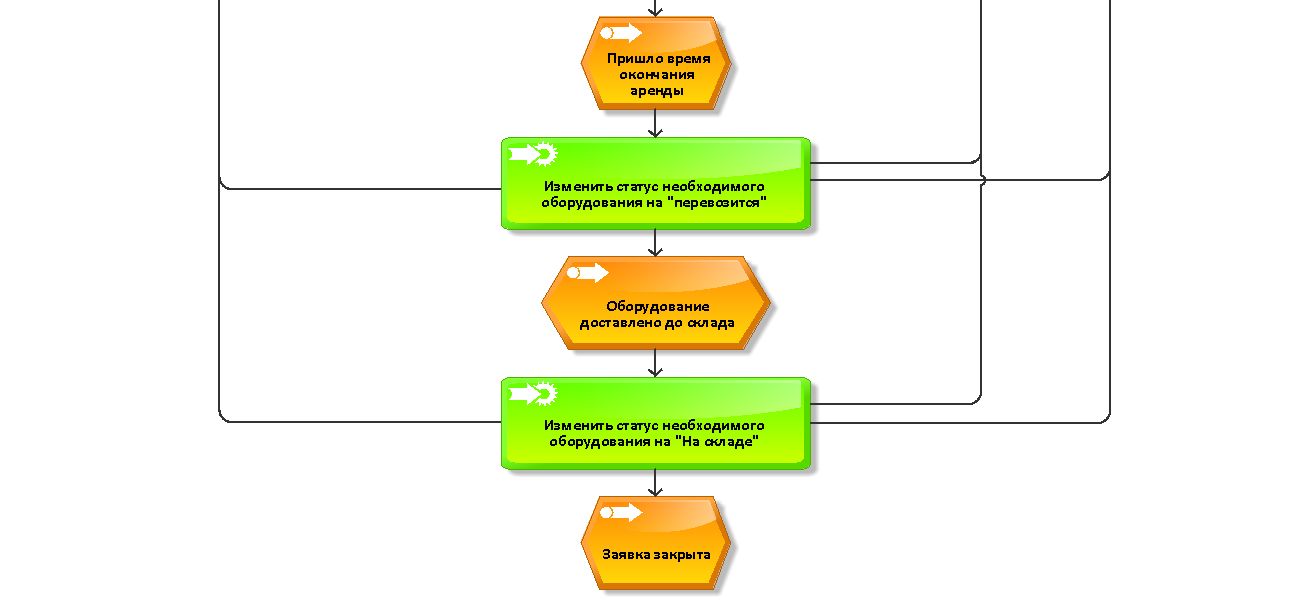 Пришло время
окончания
аренды
Изменить статус необходимого
оборудования на "перевозится"
Оборудование
доставлено до склада
Изменить статус необходимого
оборудования на "На складе"
Заявка закрыта